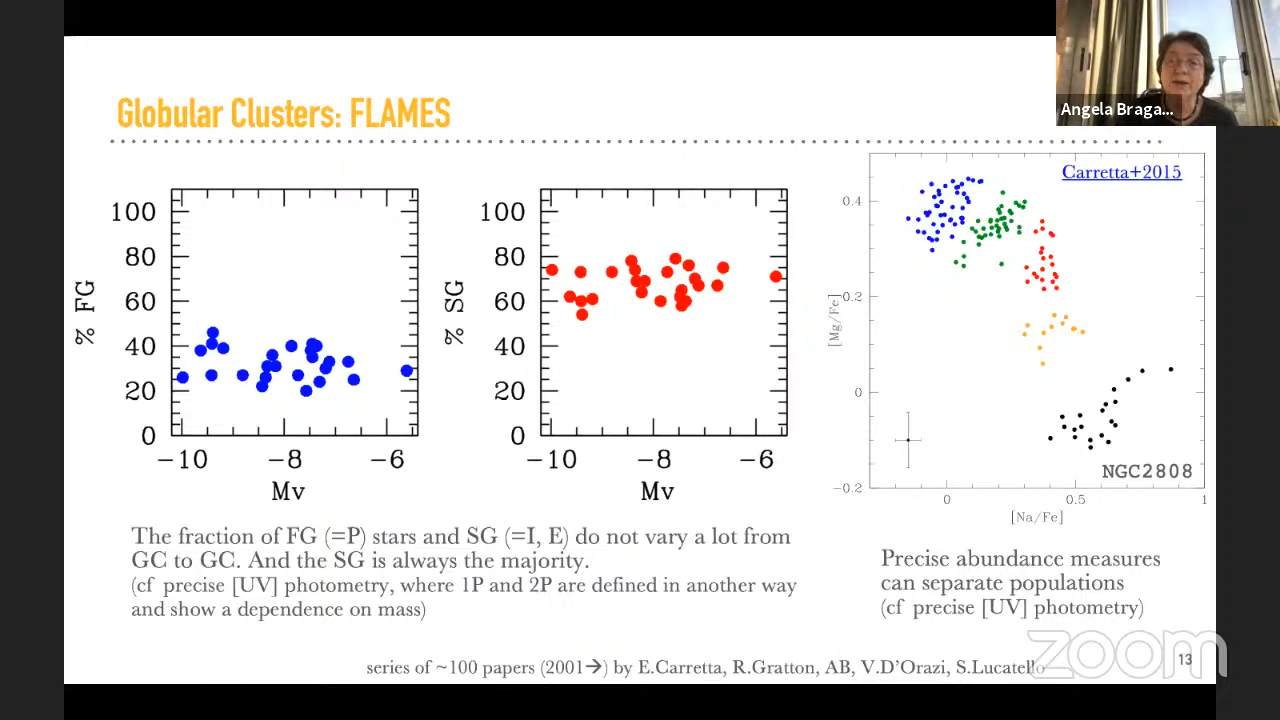 Angela Braga...
Globular Clusters: FLAMES
100
80
60
40
20
0
% FG
−10
−8
−6
Mv
100
80
60
40
20
0
% SG
−10
−8
−6
Mv
Carretta+2015
0.4
0.2
0
−0.2
[Mg/Fe]
NGC2808
0
0.5
1
[Na/Fe]
The fraction of FG (=P) stars and SG (=I, E) do not vary a lot from
GC to GC. And the SG is always the majority.
(cf precise [UV] photometry, where 1P and 2P are defined in another way
and show a dependence on mass)
Precise abundance measures
can separate populations
(cf precise [UV] photometry)
series of ~100 papers (2001→) by E.Carretta, R.Gratton, AB, V.D'Orazi, S.Lucatello
zoom
13